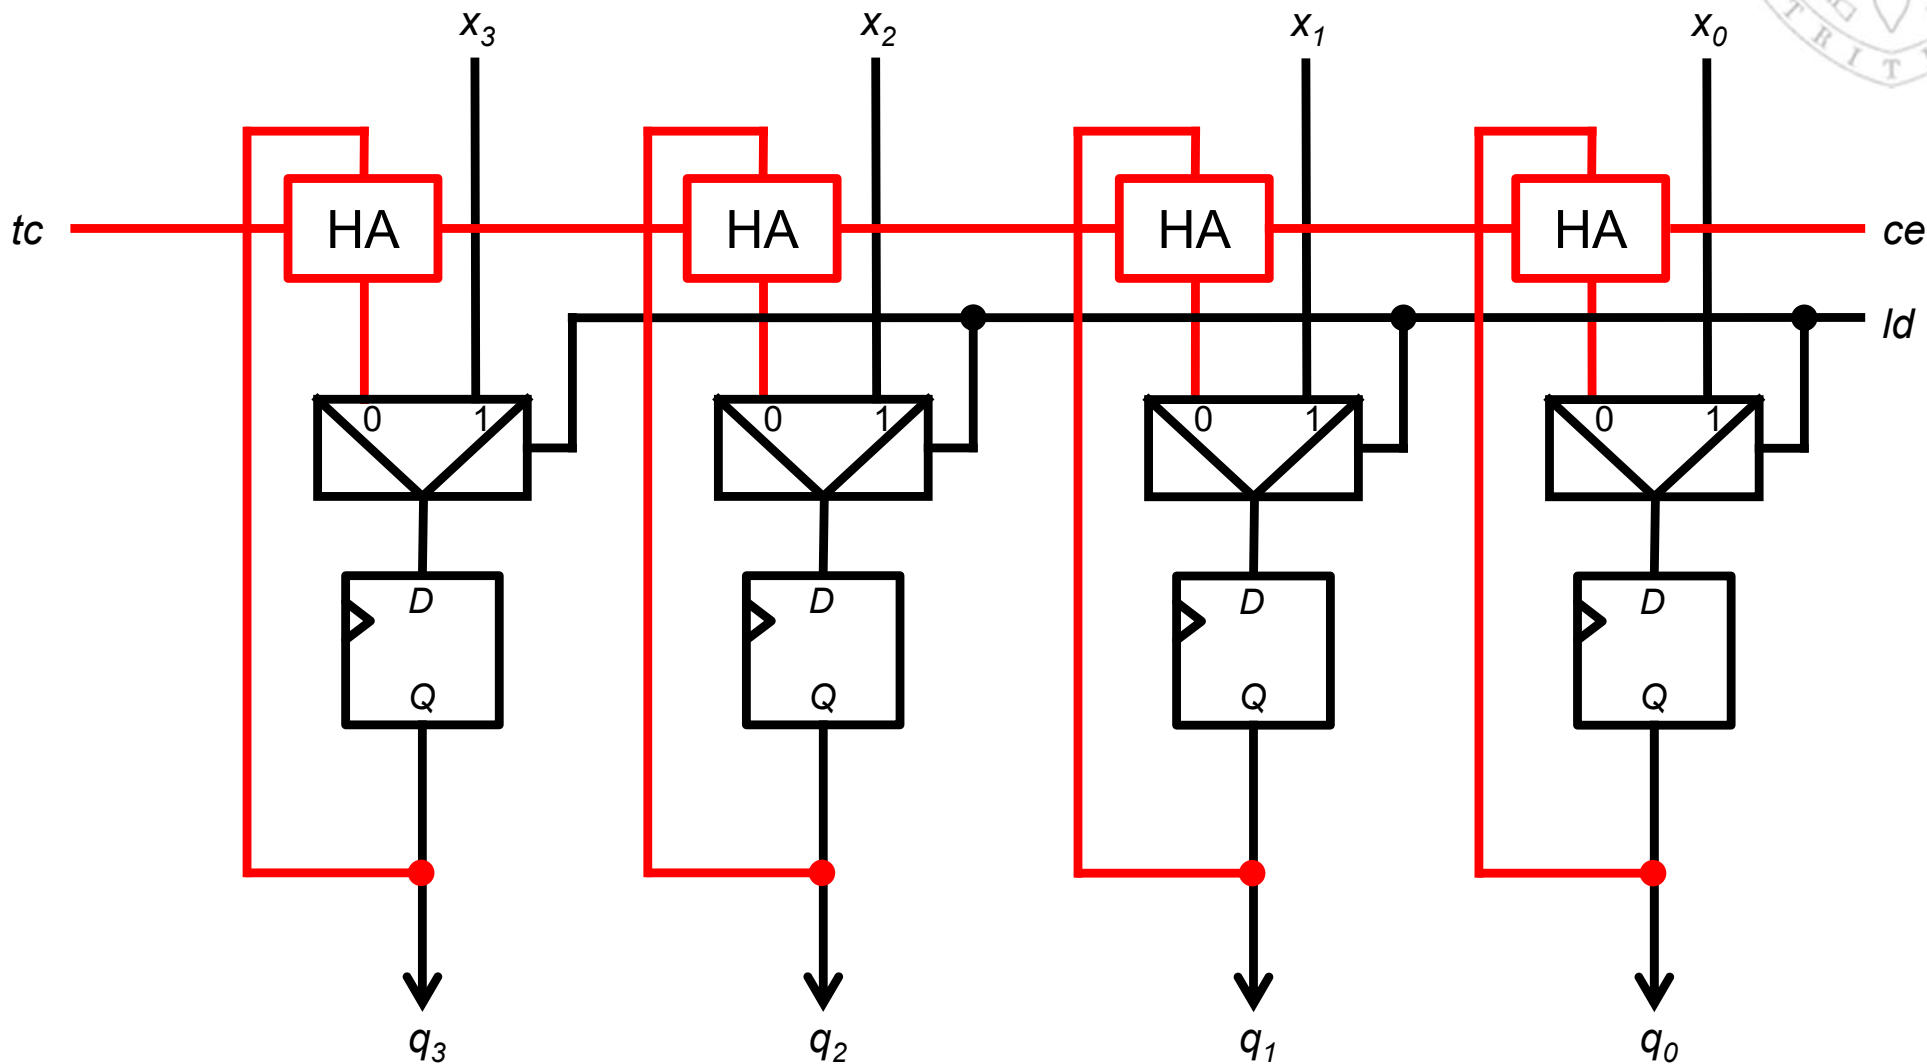 x3 x2 x1 x0
tc HA HA HA HA ce
ld
0 1 0 1 0 1 0 1
D D D D
Q Q Q Q
q3 q2 q1 q0